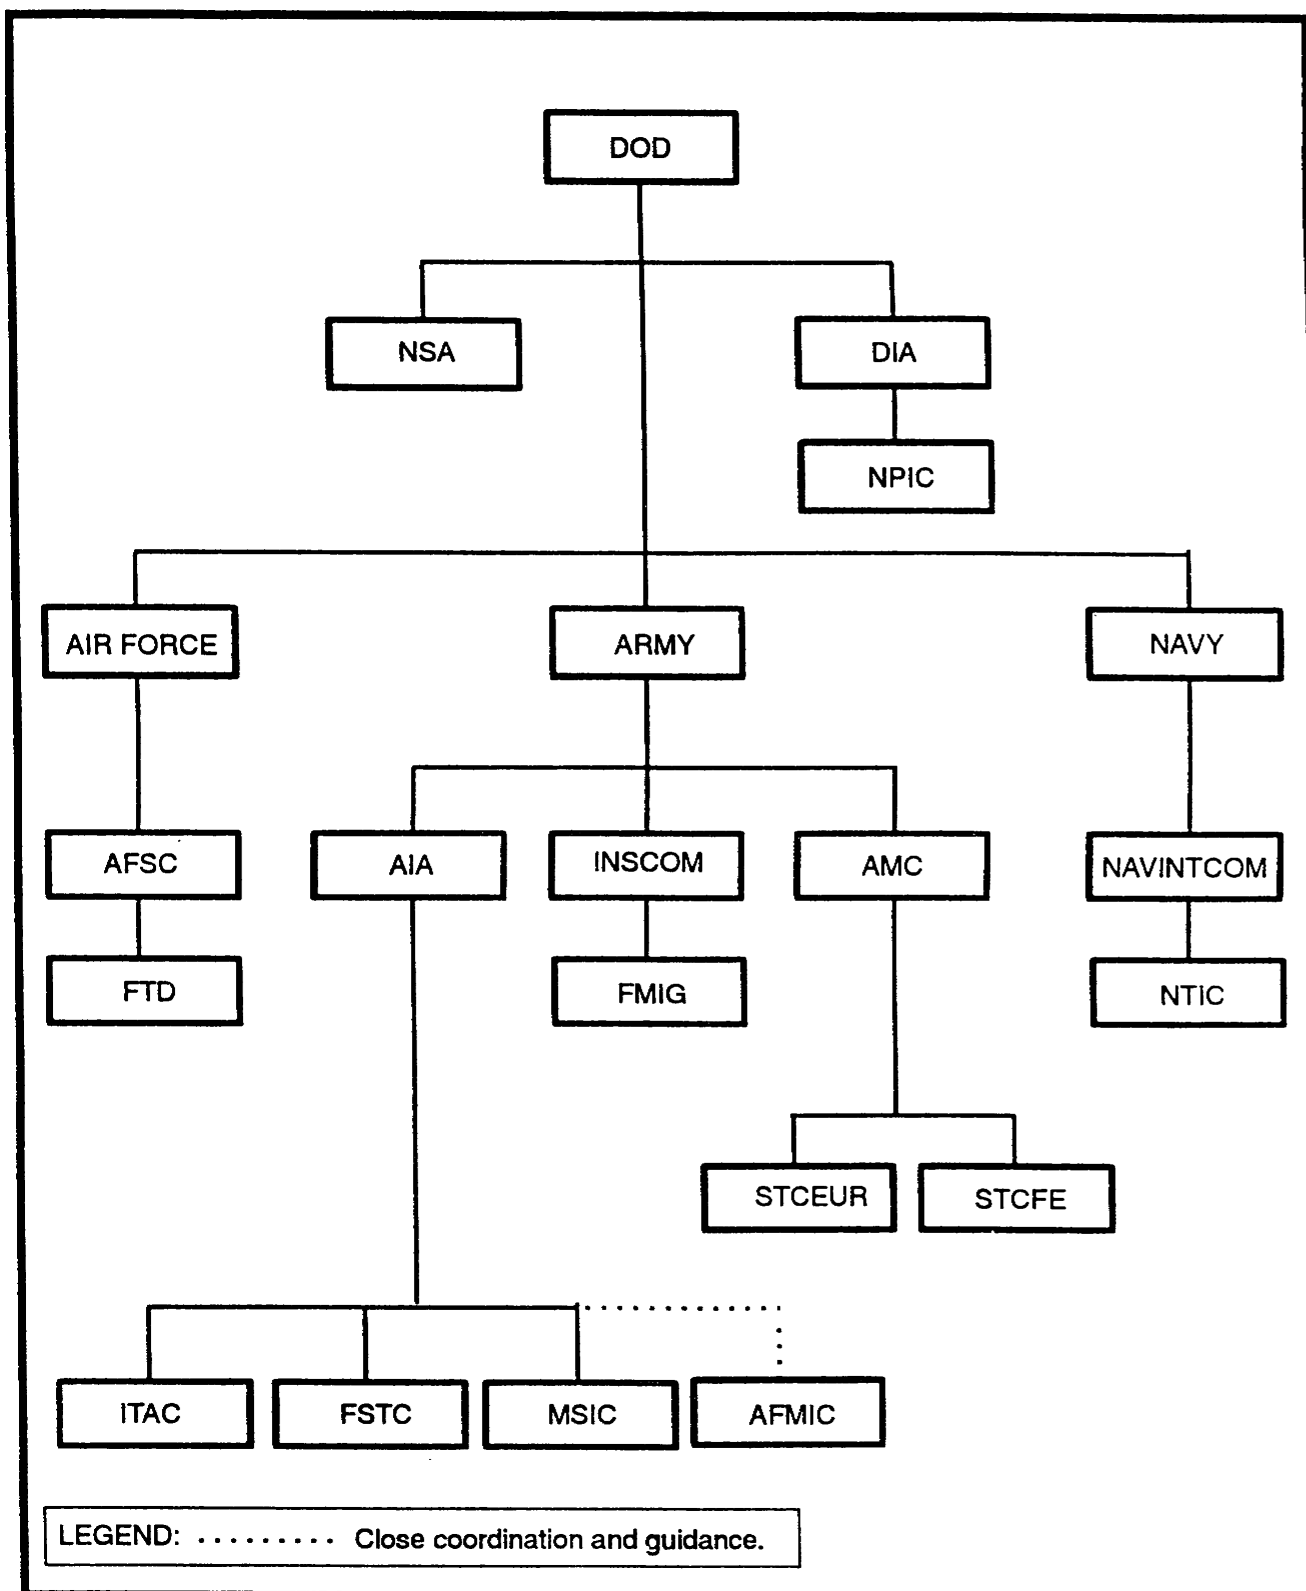 DOD
NSA
DIA
NPIC
AIR FORCE
ARMY
NAVY
AFSC
AIA
INSCOM
AMC
NAVINTCOM
FTD
FMIG
NTIC
STCEUR
STCFE
ITAC
FSTC
MSIC
AFMIC
LEGEND: .......... Close coordination and guidance.